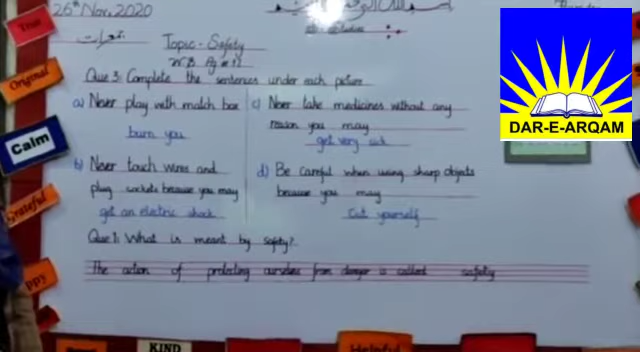 26th Nov, 2020
Topic - Safety
W.B Pg # 12
Que 3: Complete the sentences under each picture
a) Never play with match box
burn you
b) Never touch wires and
plug sockets because you may
get an electric shock
c) Never take medicines without any
reason you may
get very sick
d) Be careful when using sharp objects
because you may
Cut yourself
Que 1: What is meant by safety?
The action of protecting ourselves from danger is called safety
Original
Calm
Grateful
KIND
Helpful
DAR-E-ARQAM